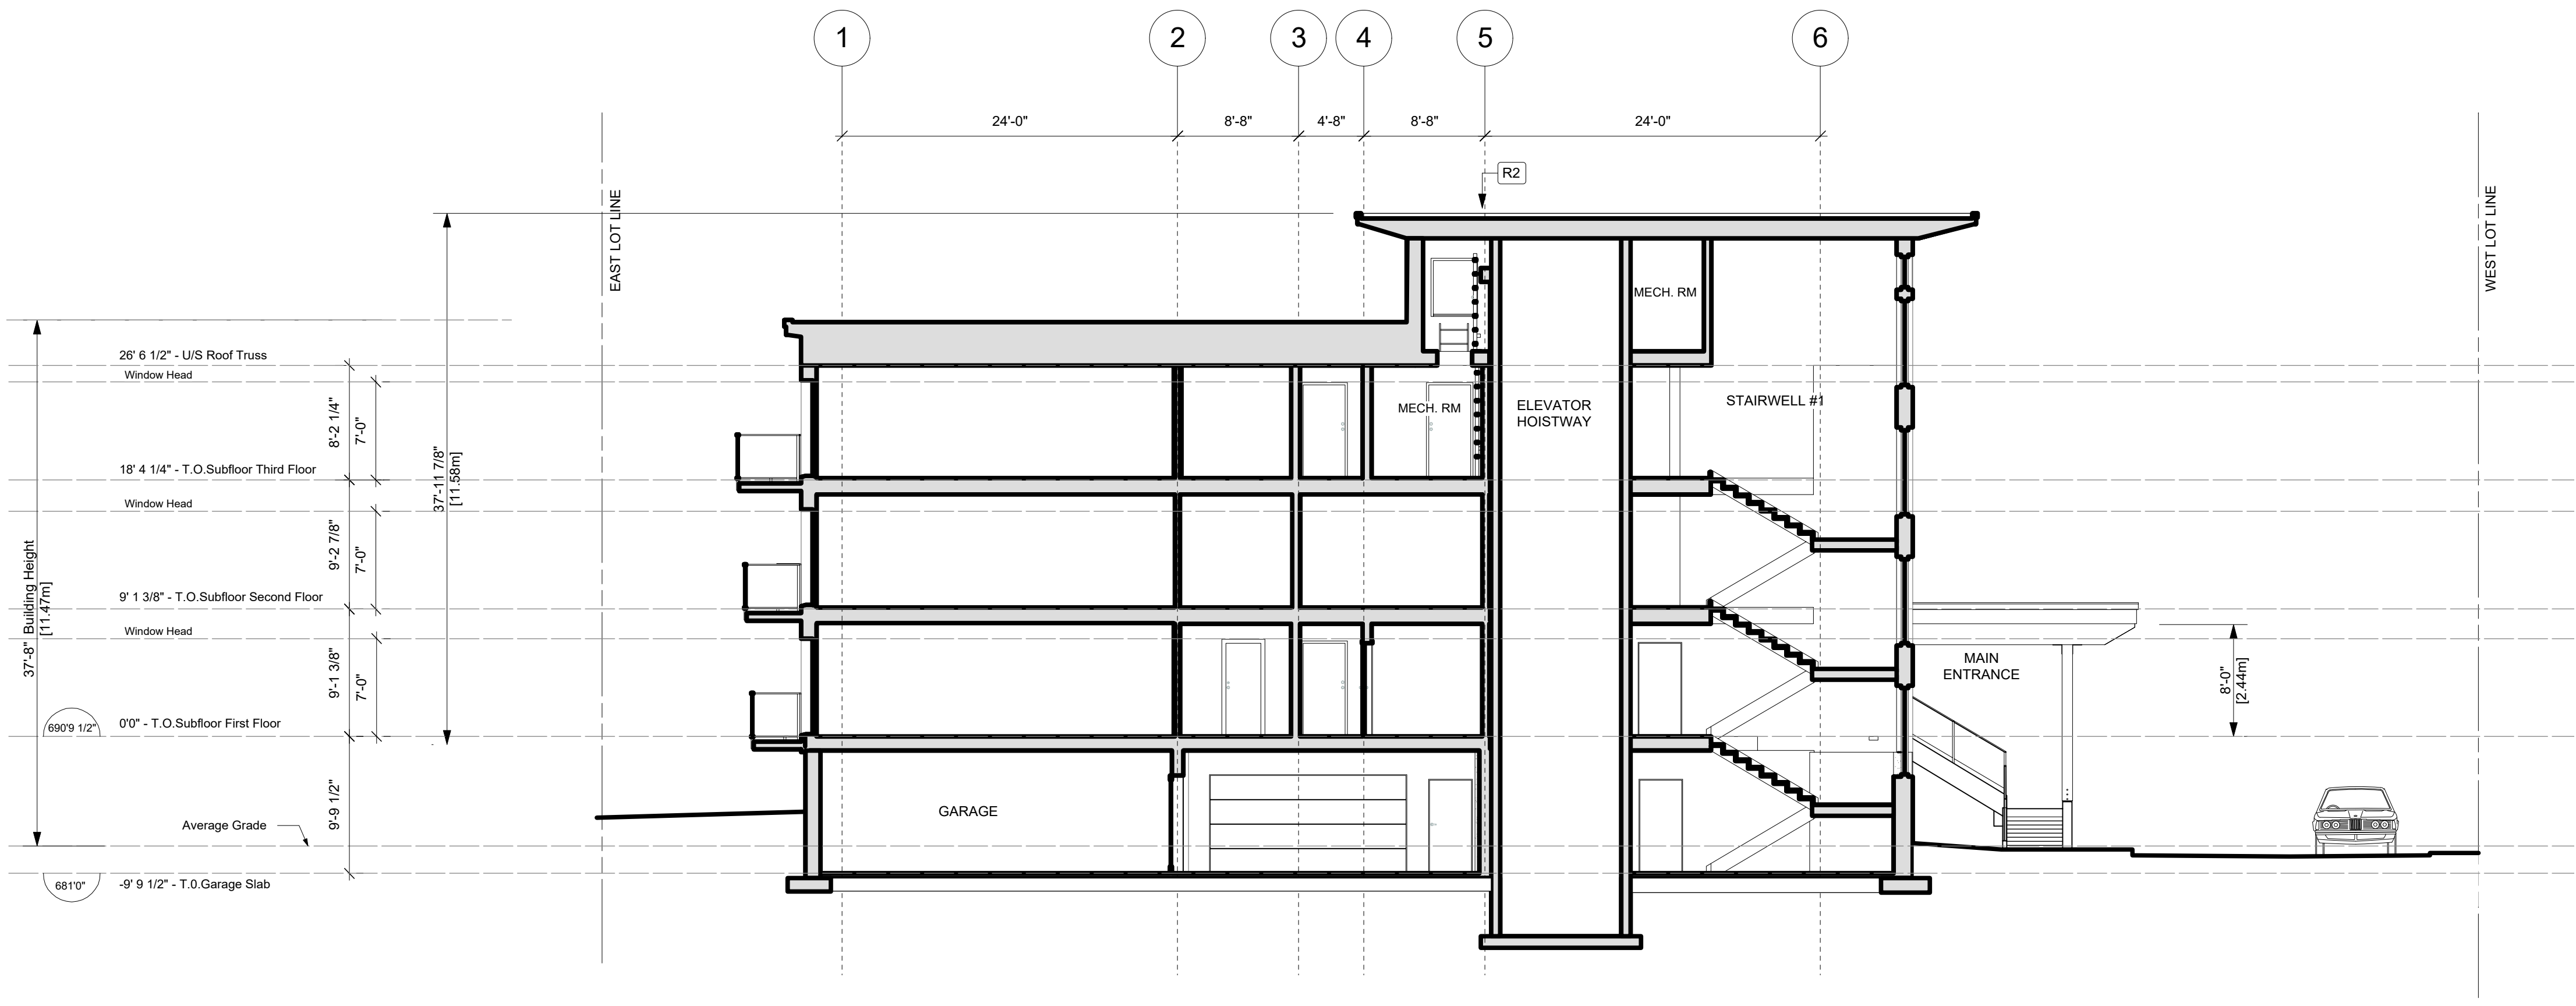 1
2
3
4
5
6
24'-0"
8'-8"
4'-8"
8'-8"
24'-0"
R2
EAST LOT LINE
WEST LOT LINE
MECH. RM
26' 6 1/2" - U/S Roof Truss
Window Head
8'-2 1/4"
7'-0"
MECH. RM
ELEVATOR
HOISTWAY
STAIRWELL #1
37'-11 7/8"
[11.58m]
18' 4 1/4" - T.O.Subfloor Third Floor
Window Head
9'-2 7/8"
7'-0"
37'-8" Building Height
[11.47m]
9' 1 3/8" - T.O.Subfloor Second Floor
Window Head
9'-1 3/8"
7'-0"
MAIN
ENTRANCE
8'-0"
[2.44m]
690'9 1/2"
0'0" - T.O.Subfloor First Floor
9'-9 1/2"
GARAGE
Average Grade
681'0"
-9' 9 1/2" - T.0.Garage Slab